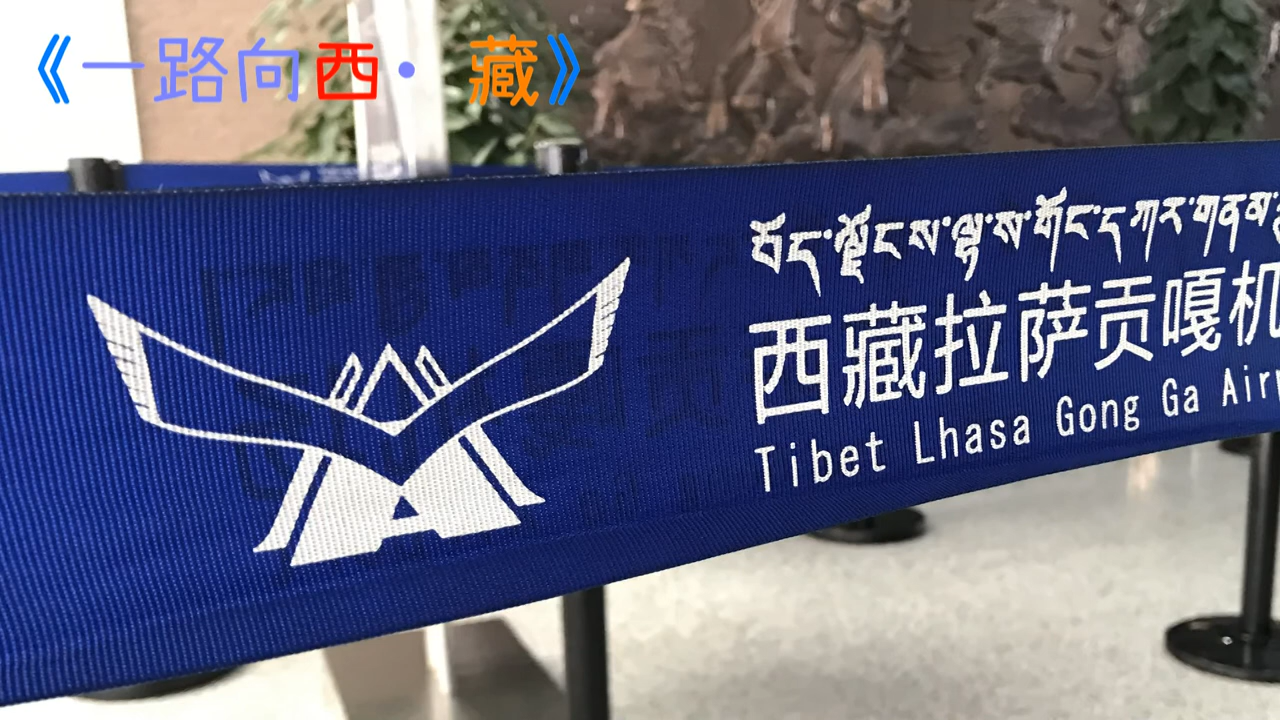 《一路向西·藏》
བོད་ལྗོངས་ལྷ་ས་གོང་དཀར་གནམ
西藏拉萨贡嘎机
Tibet Lhasa Gong Ga Air